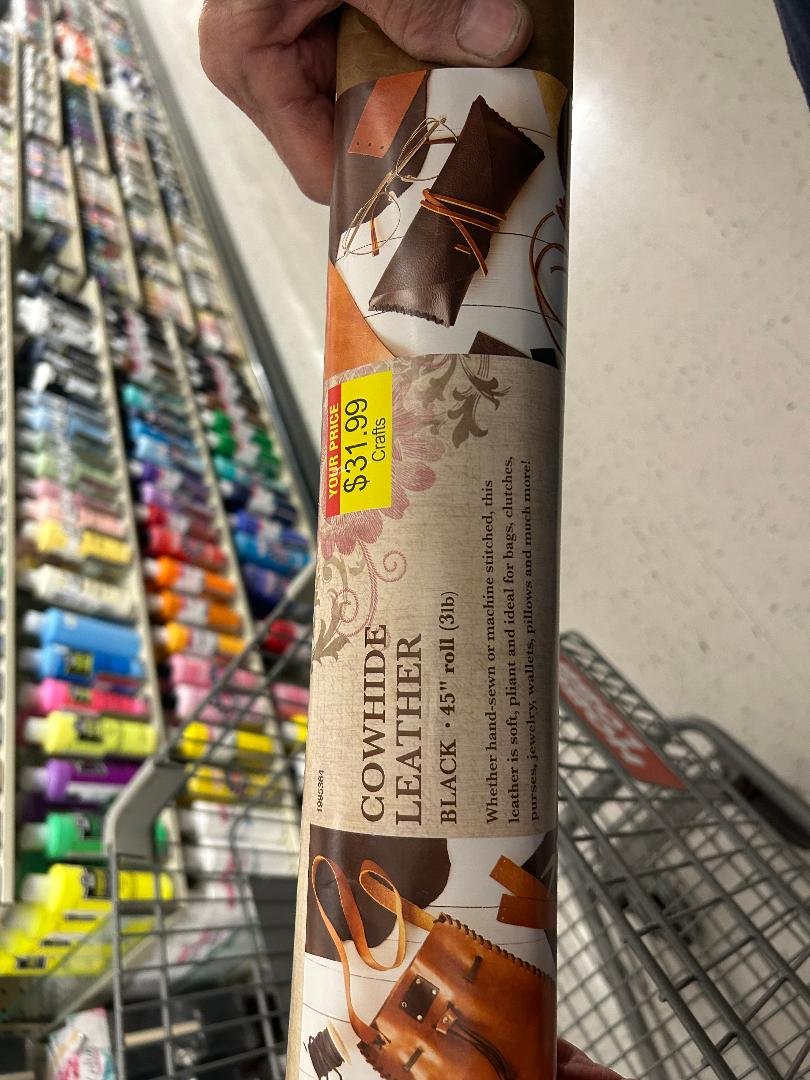 YOUR PRICE
$31.99
Crafts
COWHIDE
LEATHER
BLACK • 45" roll (3lb)
Whether hand-sewn or machine stitched, this
leather is soft, pliant and ideal for bags, clutches,
purses, jewelry, wallets, pillows and much more!
1985364